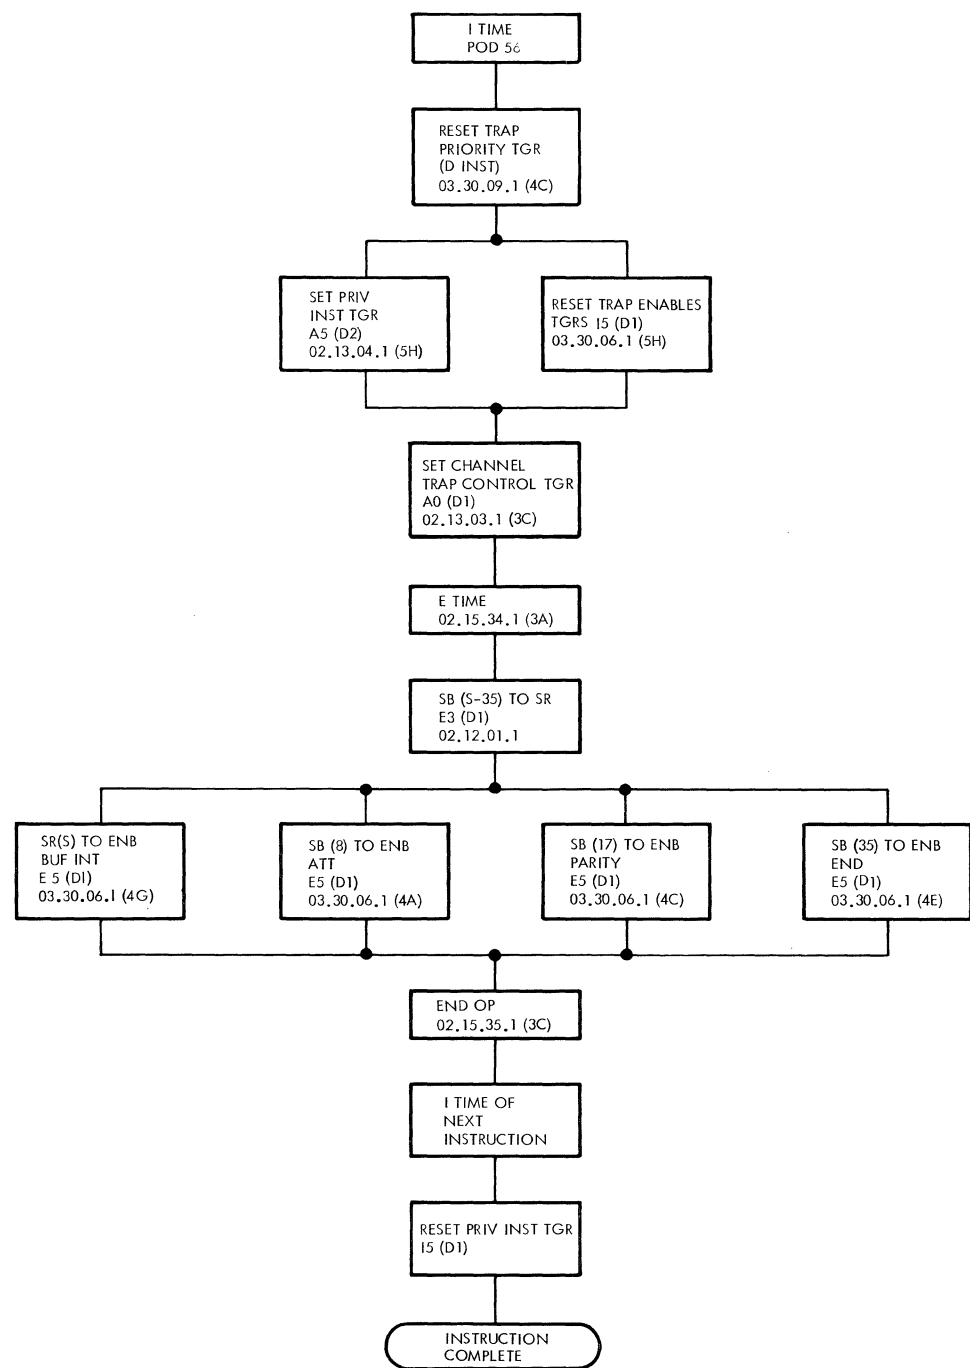 I TIME
POD 56
RESET TRAP
PRIORITY TGR
(D INST)
03.30.09.1 (4C)
SET PRIV
INST TGR
A5 (D2)
02.13.04.1 (5H)
RESET TRAP ENABLES
TGRS I5 (D1)
03.30.06.1 (5H)
SET CHANNEL
TRAP CONTROL TGR
A0 (D1)
02.13.03.1 (3C)
E TIME
02.15.34.1 (3A)
SB (S-35) TO SR
E3 (D1)
02.12.01.1
SR(S) TO ENB
BUF INT
E 5 (DI)
03.30.06.1 (4G)
SB (8) TO ENB
ATT
E5 (D1)
03.30.06.1 (4A)
SB (17) TO ENB
PARITY
E5 (D1)
03.30.06.1 (4C)
SB (35) TO ENB
END
E5 (D1)
03.30.06.1 (4E)
END OP
02.15.35.1 (3C)
I TIME OF
NEXT
INSTRUCTION
RESET PRIV INST TGR
I5 (D1)
INSTRUCTION
COMPLETE